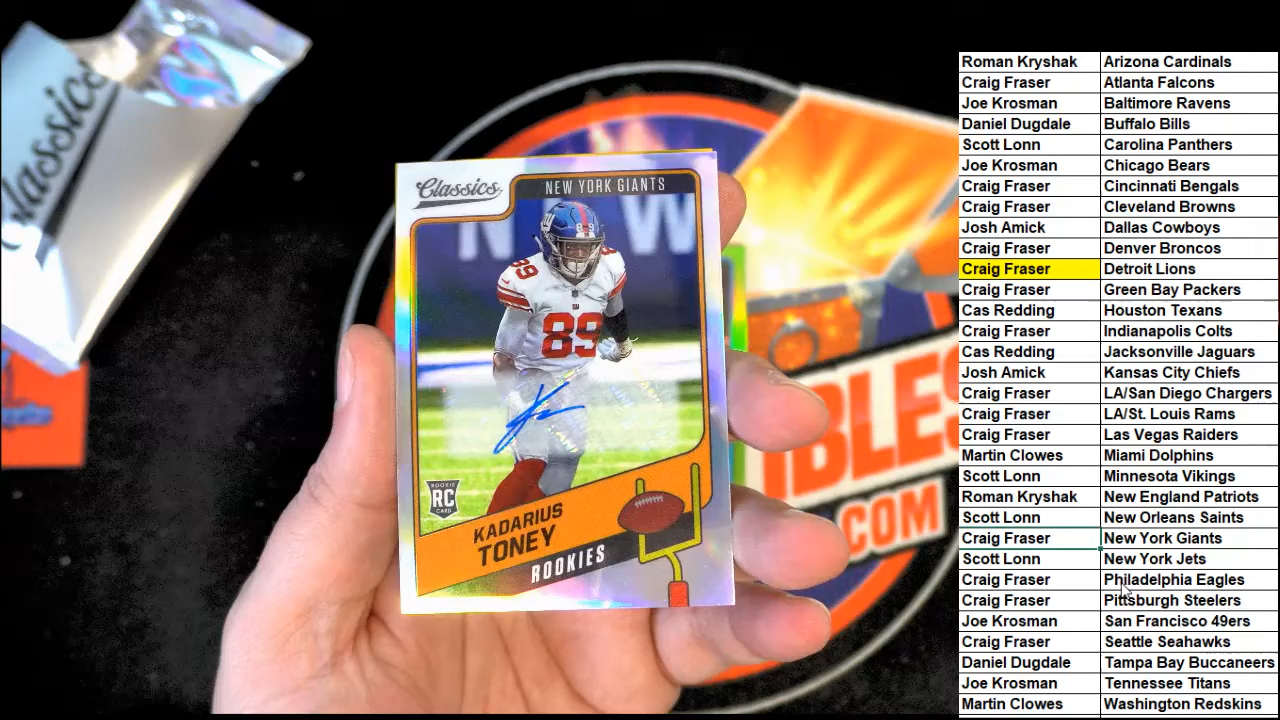 Classics
Classics
NEW YORK GIANTS
N W
89
89
ROOKIE
RC
CARD
KADARIUS
TONEY
ROOKIES
IBLES
.COM
Roman Kryshak Arizona Cardinals
Craig Fraser Atlanta Falcons
Joe Krosman Baltimore Ravens
Daniel Dugdale Buffalo Bills
Scott Lonn Carolina Panthers
Joe Krosman Chicago Bears
Craig Fraser Cincinnati Bengals
Craig Fraser Cleveland Browns
Josh Amick Dallas Cowboys
Craig Fraser Denver Broncos
Craig Fraser Detroit Lions
Craig Fraser Green Bay Packers
Cas Redding Houston Texans
Craig Fraser Indianapolis Colts
Cas Redding Jacksonville Jaguars
Josh Amick Kansas City Chiefs
Craig Fraser LA/San Diego Chargers
Craig Fraser LA/St. Louis Rams
Craig Fraser Las Vegas Raiders
Martin Clowes Miami Dolphins
Scott Lonn Minnesota Vikings
Roman Kryshak New England Patriots
Scott Lonn New Orleans Saints
Craig Fraser New York Giants
Scott Lonn New York Jets
Craig Fraser Philadelphia Eagles
Craig Fraser Pittsburgh Steelers
Joe Krosman San Francisco 49ers
Craig Fraser Seattle Seahawks
Daniel Dugdale Tampa Bay Buccaneers
Joe Krosman Tennessee Titans
Martin Clowes Washington Redskins